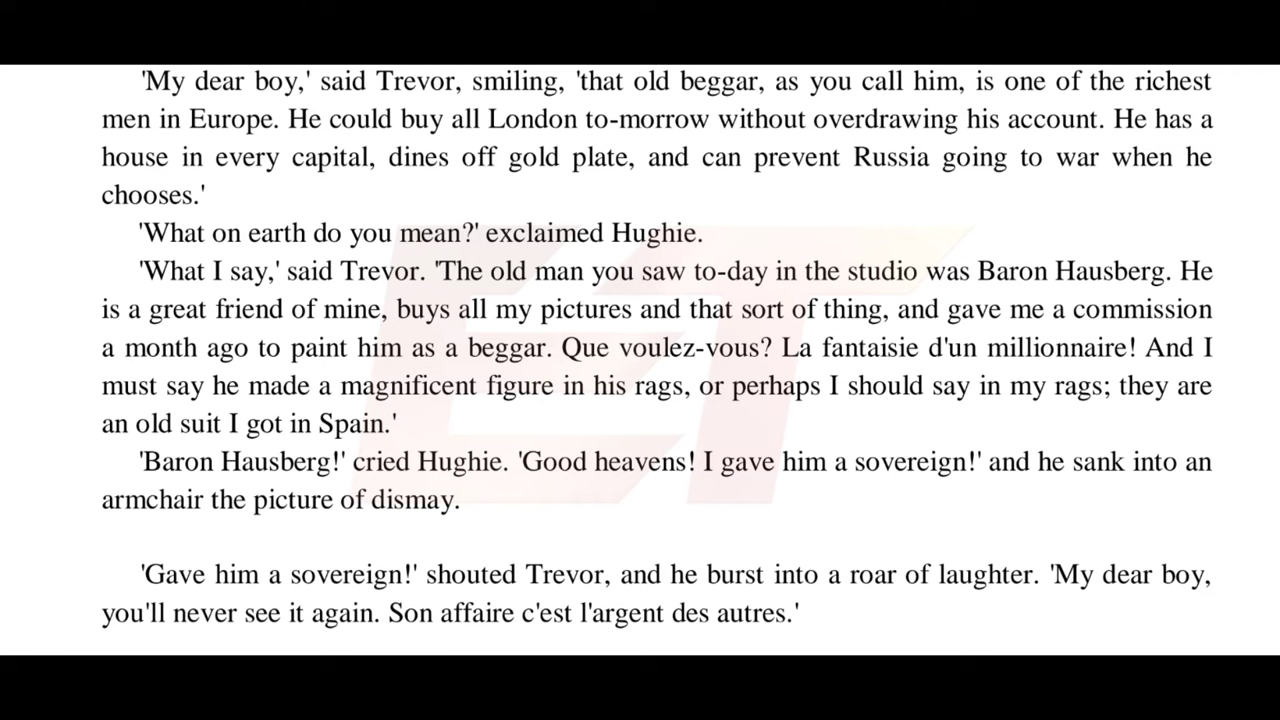 'My dear boy,' said Trevor, smiling, 'that old beggar, as you call him, is one of the richest
men in Europe. He could buy all London to-morrow without overdrawing his account. He has a
house in every capital, dines off gold plate, and can prevent Russia going to war when he
chooses.'
'What on earth do you mean?' exclaimed Hughie.
'What I say,' said Trevor. 'The old man you saw to-day in the studio was Baron Hausberg. He
is a great friend of mine, buys all my pictures and that sort of thing, and gave me a commission
a month ago to paint him as a beggar. Que voulez-vous? La fantaisie d'un millionnaire! And I
must say he made a magnificent figure in his rags, or perhaps I should say in my rags; they are
an old suit I got in Spain.'
'Baron Hausberg!' cried Hughie. 'Good heavens! I gave him a sovereign!' and he sank into an
armchair the picture of dismay.
'Gave him a sovereign!' shouted Trevor, and he burst into a roar of laughter. 'My dear boy,
you'll never see it again. Son affaire c'est l'argent des autres.'